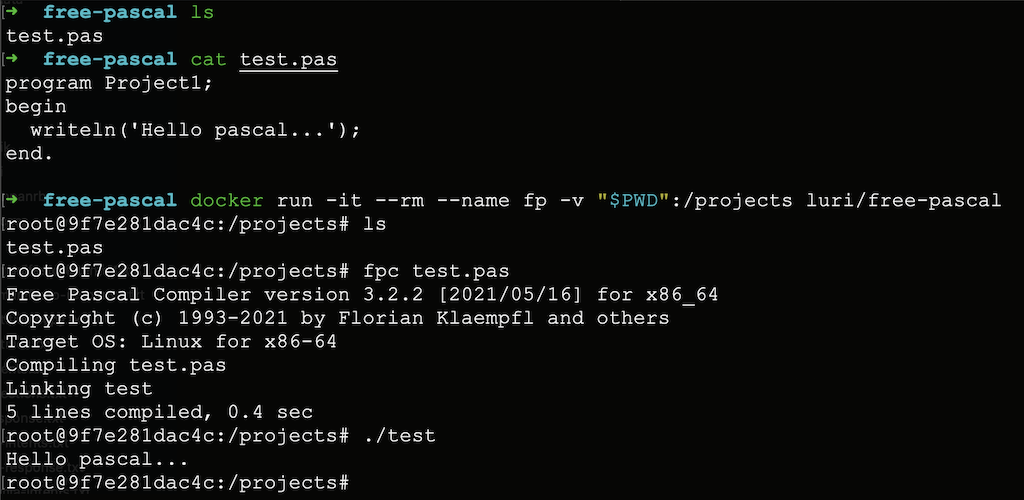 ➜  free-pascal ls
test.pas
➜  free-pascal cat test.pas
program Project1;
begin
  writeln('Hello pascal...');
end.
➜  free-pascal docker run -it --rm --name fp -v "$PWD":/projects luri/free-pascal
root@9f7e281dac4c:/projects# ls
test.pas
root@9f7e281dac4c:/projects# fpc test.pas
Free Pascal Compiler version 3.2.2 [2021/05/16] for x86_64
Copyright (c) 1993-2021 by Florian Klaempfl and others
Target OS: Linux for x86-64
Compiling test.pas
Linking test
5 lines compiled, 0.4 sec
root@9f7e281dac4c:/projects# ./test
Hello pascal...
root@9f7e281dac4c:/projects#